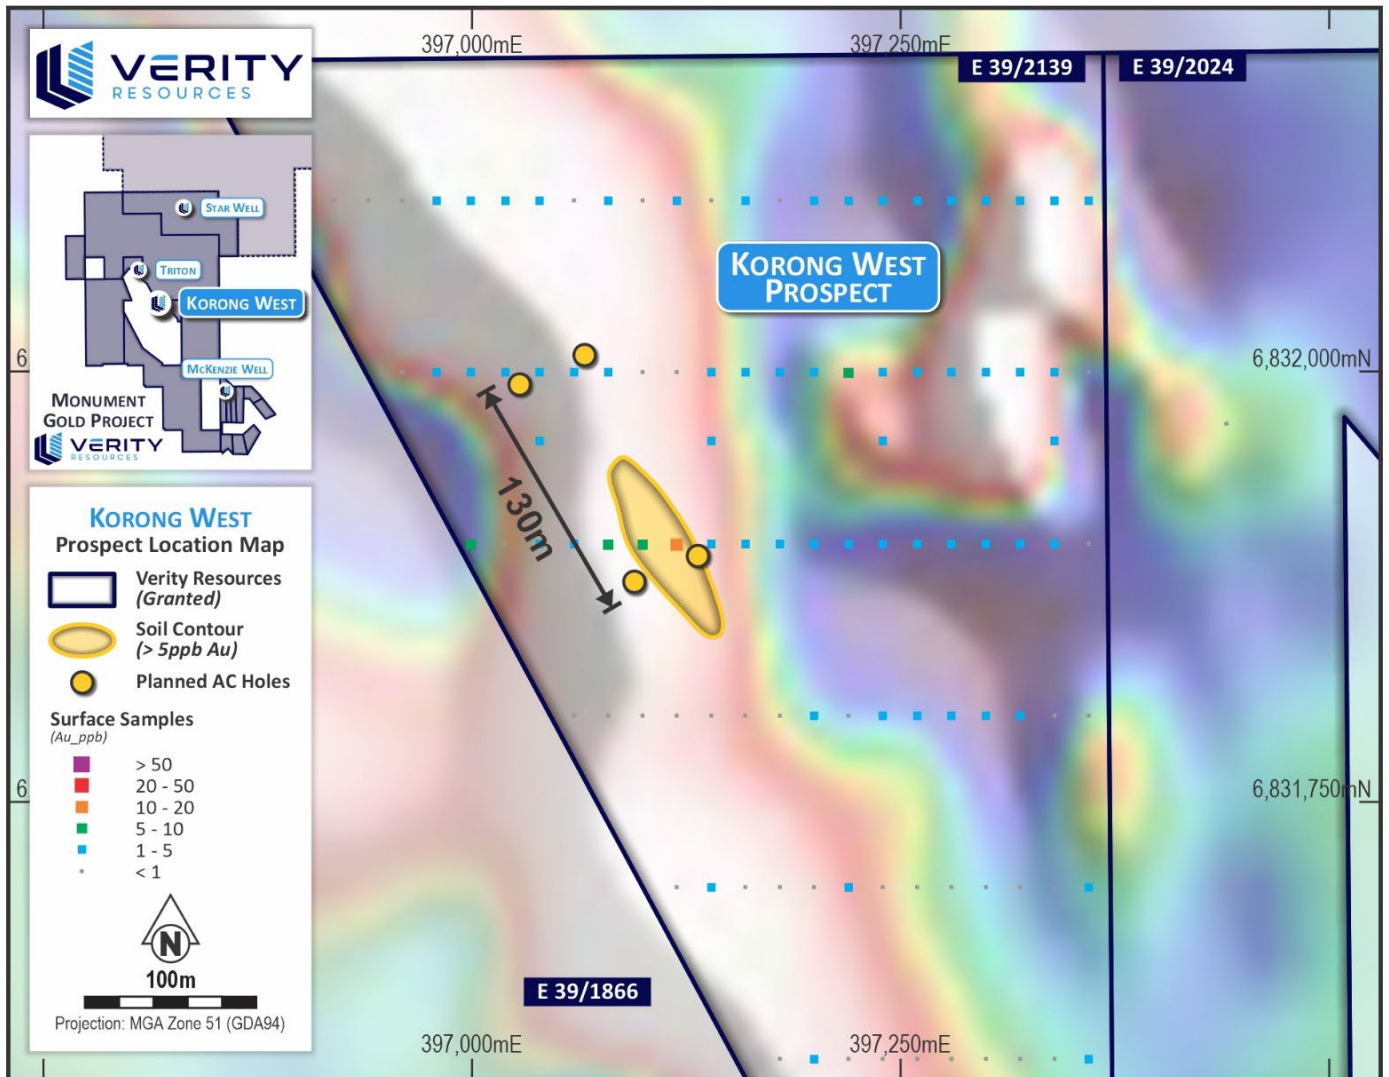 VERITY
RESOURCES
397,000mE
397,250mE
E 39/2139
E 39/2024
STAR WELL
TRITON
KORONG WEST
MCKENZIE WELL
MONUMENT
GOLD PROJECT
VERITY
RESOURCES
KORONG WEST
PROSPECT
6
6,832,000mN
130m
KORONG WEST
Prospect Location Map
Verity Resources
(Granted)
Soil Contour
(> 5ppb Au)
Planned AC Holes
Surface Samples
(Au_ppb)
> 50
20 - 50
10 - 20
5 - 10
1 - 5
< 1
N
100m
Projection: MGA Zone 51 (GDA94)
6
6,831,750mN
E 39/1866
397,000mE
397,250mE